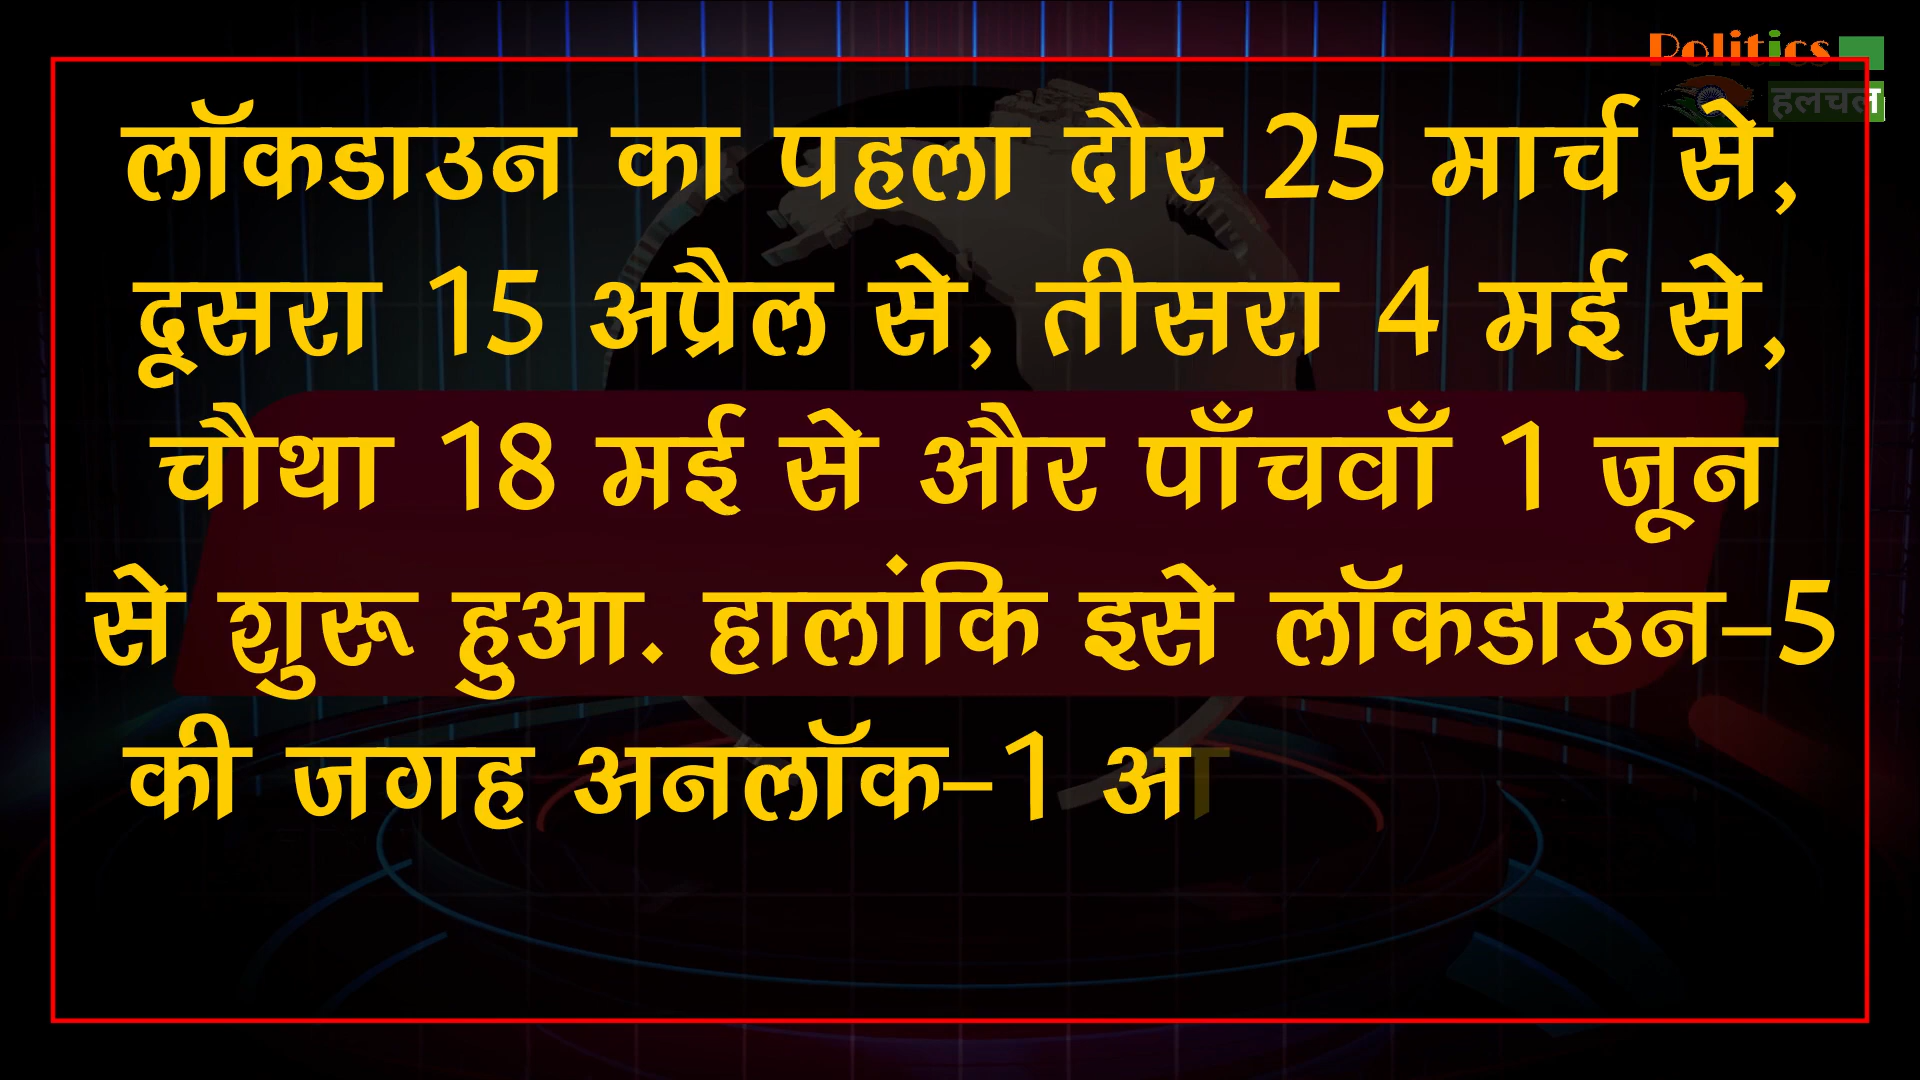 Politics
हलचल
लॉकडाउन का पहला दौर 25 मार्च से,
दूसरा 15 अप्रैल से, तीसरा 4 मई से,
चौथा 18 मई से और पाँचवाँ 1 जून
से शुरू हुआ. हालांकि इसे लॉकडाउन–5
की जगह अनलॉक–1 आ